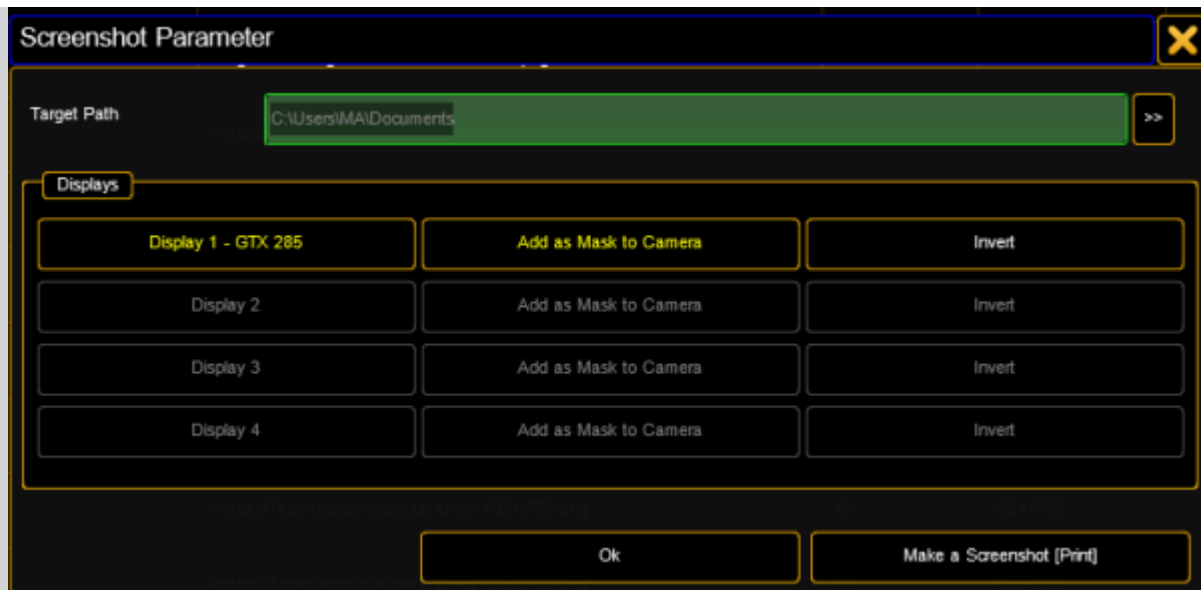 Screenshot Parameter
Target Path
C:\Users\MA\Documents
>>
Displays
Display 1 - GTX 285 Add as Mask to Camera Invert
Display 2 Add as Mask to Camera Invert
Display 3 Add as Mask to Camera Invert
Display 4 Add as Mask to Camera Invert
Ok Make a Screenshot [Print]